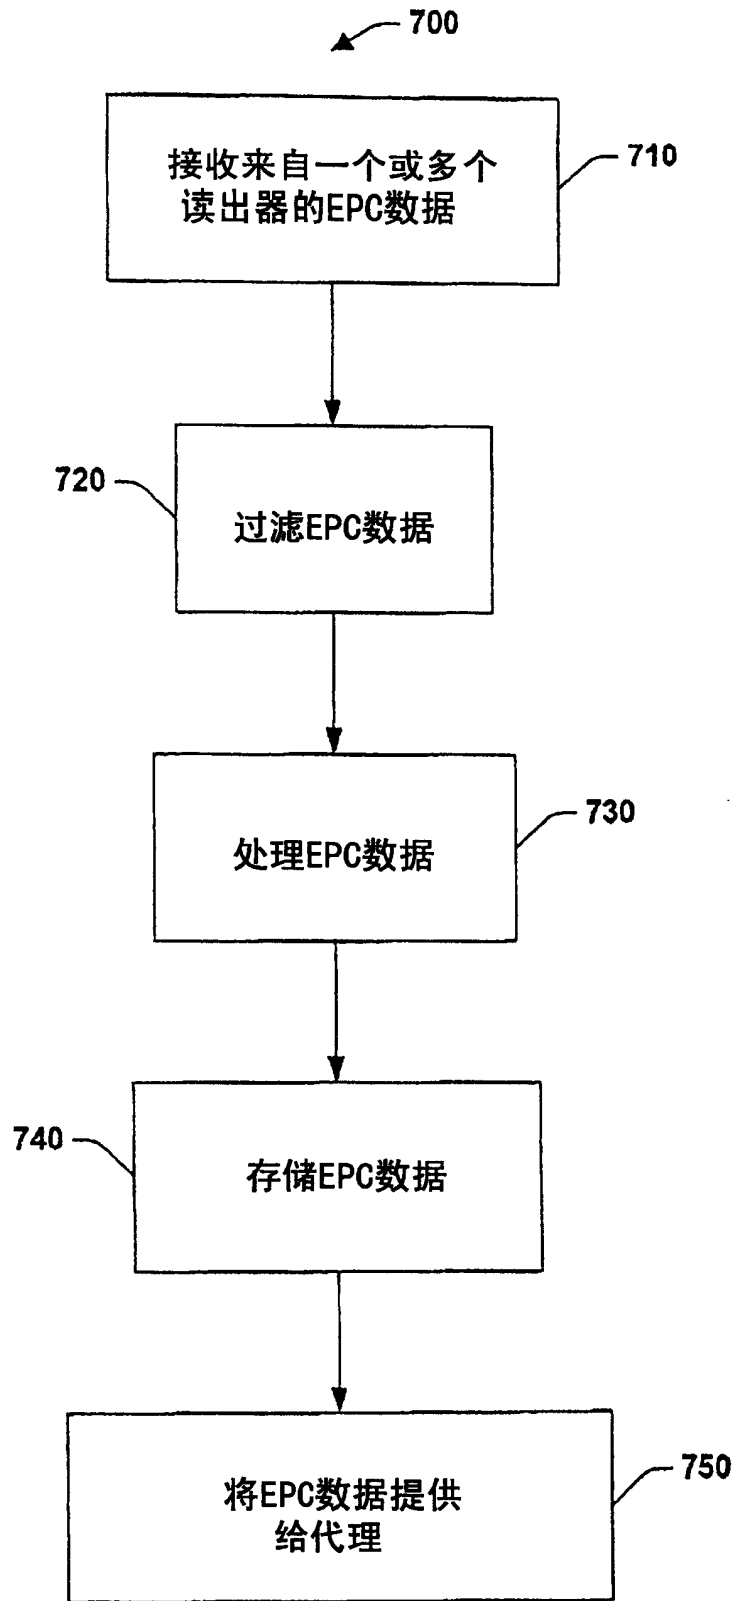 700
接收来自一个或多个
读出器的EPC数据
710
720
过滤EPC数据
处理EPC数据
730
740
存储EPC数据
将EPC数据提供
给代理
750